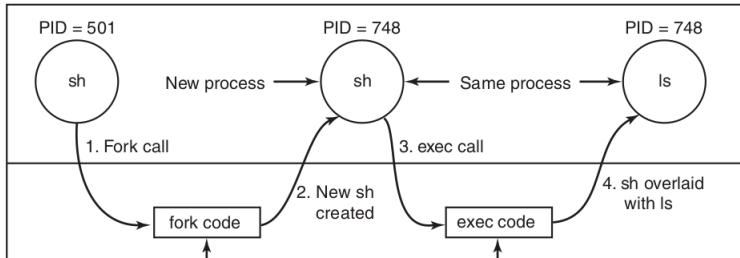 PID = 501
PID = 748
PID = 748
sh
New process
sh
Same process
ls
1. Fork call
3. exec call
2. New sh
created
4. sh overlaid
with ls
fork code
exec code